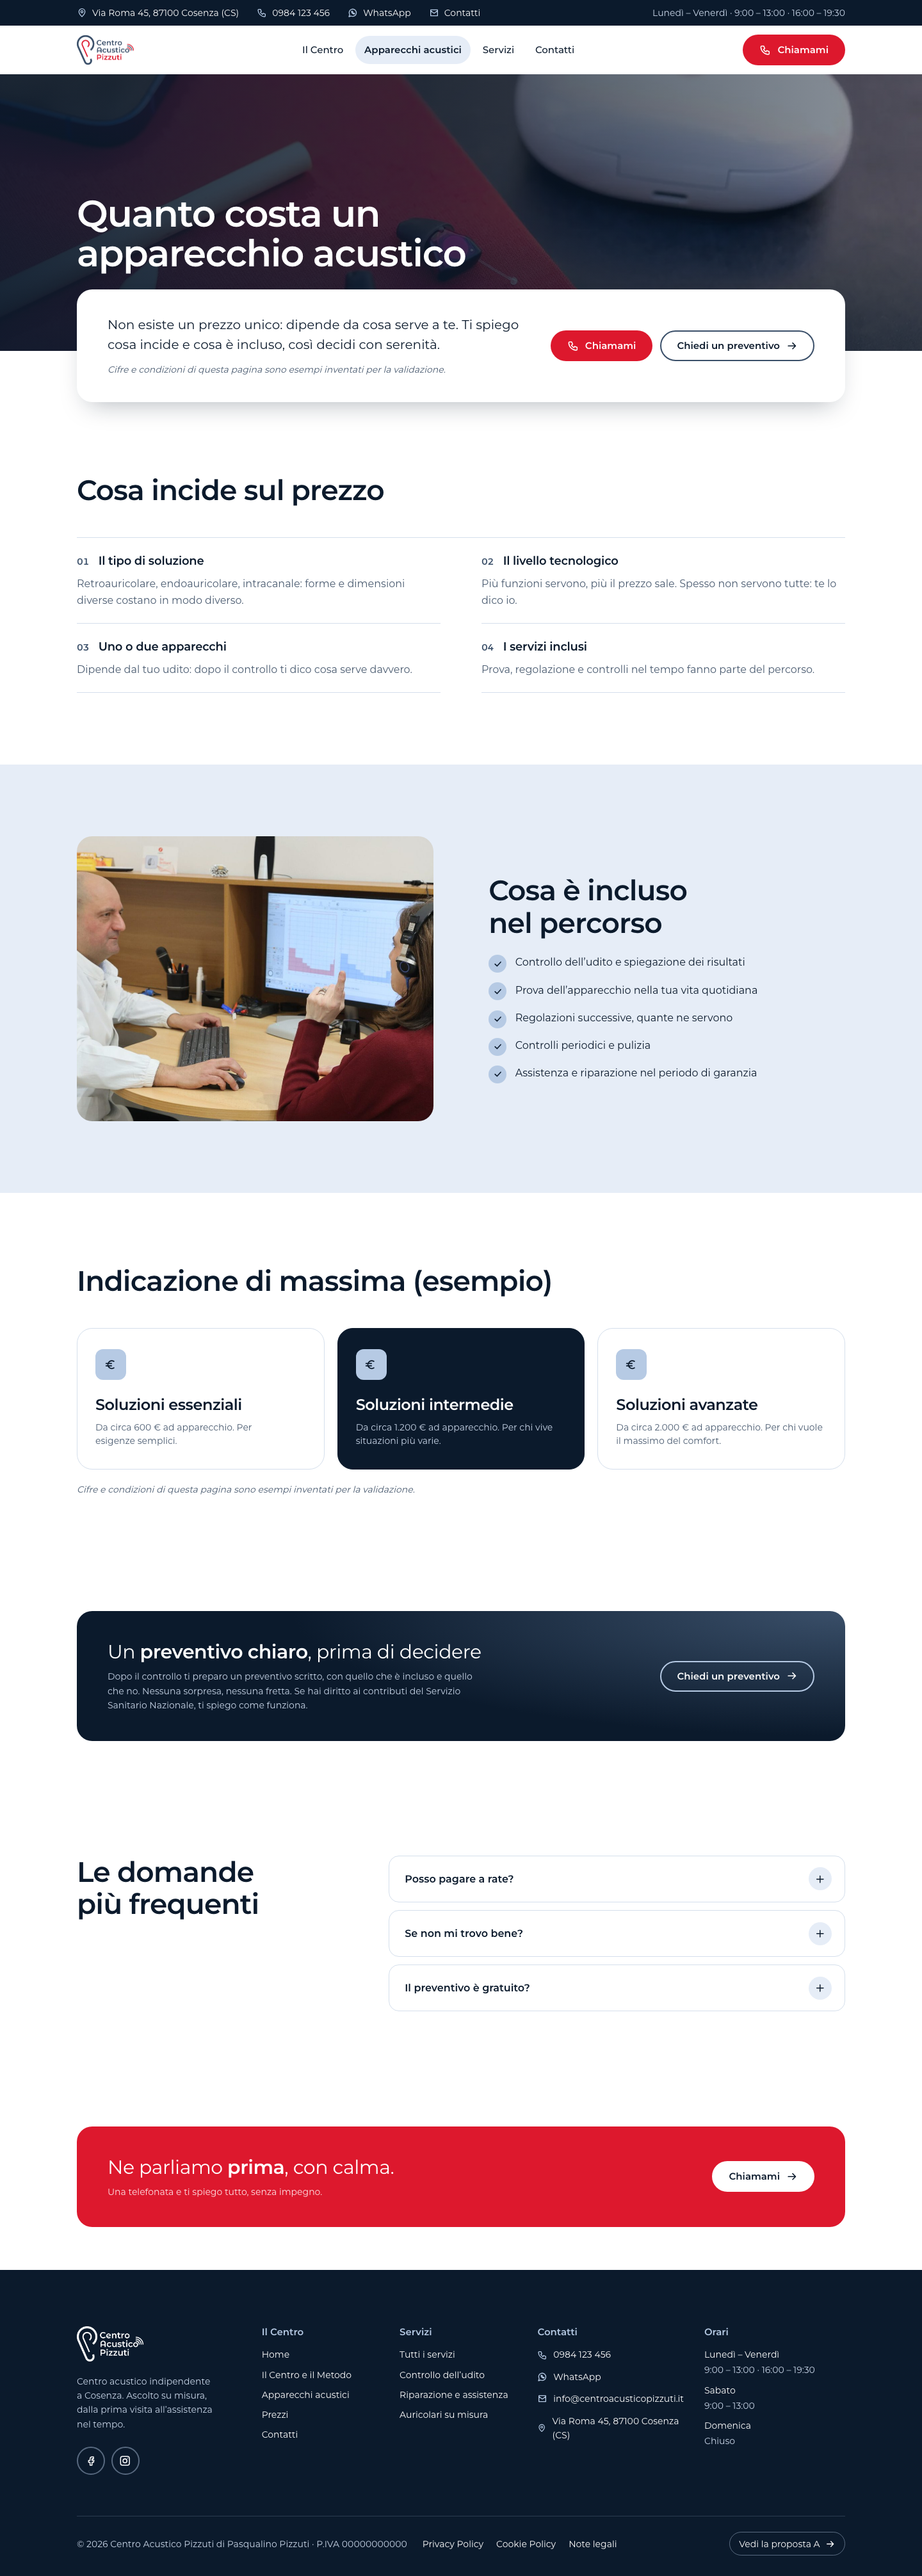 Via Roma 45, 87100 Cosenza (CS)
0984 123 456
WhatsApp
Contatti
Lunedì – Venerdì · 9:00 – 13:00 · 16:00 – 19:30
Centro
Acustico
Pizzuti
Il Centro
Apparecchi acustici
Servizi
Contatti
Chiamami
Quanto costa un
apparecchio acustico
Non esiste un prezzo unico: dipende da cosa serve a te. Ti spiego
cosa incide e cosa è incluso, così decidi con serenità.
Cifre e condizioni di questa pagina sono esempi inventati per la validazione.
Chiamami
Chiedi un preventivo
Cosa incide sul prezzo
01 Il tipo di soluzione
Retroauricolare, endoauricolare, intracanale: forme e dimensioni
diverse costano in modo diverso.
02 Il livello tecnologico
Più funzioni servono, più il prezzo sale. Spesso non servono tutte: te lo
dico io.
03 Uno o due apparecchi
Dipende dal tuo udito: dopo il controllo ti dico cosa serve davvero.
04 I servizi inclusi
Prova, regolazione e controlli nel tempo fanno parte del percorso.
Cosa è incluso
nel percorso
Controllo dell’udito e spiegazione dei risultati
Prova dell’apparecchio nella tua vita quotidiana
Regolazioni successive, quante ne servono
Controlli periodici e pulizia
Assistenza e riparazione nel periodo di garanzia
Indicazione di massima (esempio)
€
Soluzioni essenziali
Da circa 600 € ad apparecchio. Per
esigenze semplici.
€
Soluzioni intermedie
Da circa 1.200 € ad apparecchio. Per chi vive
situazioni più varie.
€
Soluzioni avanzate
Da circa 2.000 € ad apparecchio. Per chi vuole
il massimo del comfort.
Cifre e condizioni di questa pagina sono esempi inventati per la validazione.
Un preventivo chiaro, prima di decidere
Dopo il controllo ti preparo un preventivo scritto, con quello che è incluso e quello
che no. Nessuna sorpresa, nessuna fretta. Se hai diritto ai contributi del Servizio
Sanitario Nazionale, ti spiego come funziona.
Chiedi un preventivo
Le domande
più frequenti
Posso pagare a rate?
Se non mi trovo bene?
Il preventivo è gratuito?
Ne parliamo prima, con calma.
Una telefonata e ti spiego tutto, senza impegno.
Chiamami
Centro
Acustico
Pizzuti
Centro acustico indipendente
a Cosenza. Ascolto su misura,
dalla prima visita all’assistenza
nel tempo.
Il Centro
Home
Il Centro e il Metodo
Apparecchi acustici
Prezzi
Contatti
Servizi
Tutti i servizi
Controllo dell’udito
Riparazione e assistenza
Auricolari su misura
Contatti
0984 123 456
WhatsApp
info@centroacusticopizzuti.it
Via Roma 45, 87100 Cosenza
(CS)
Orari
Lunedì – Venerdì
9:00 – 13:00 · 16:00 – 19:30
Sabato
9:00 – 13:00
Domenica
Chiuso
© 2026 Centro Acustico Pizzuti di Pasqualino Pizzuti · P.IVA 00000000000
Privacy Policy
Cookie Policy
Note legali
Vedi la proposta A